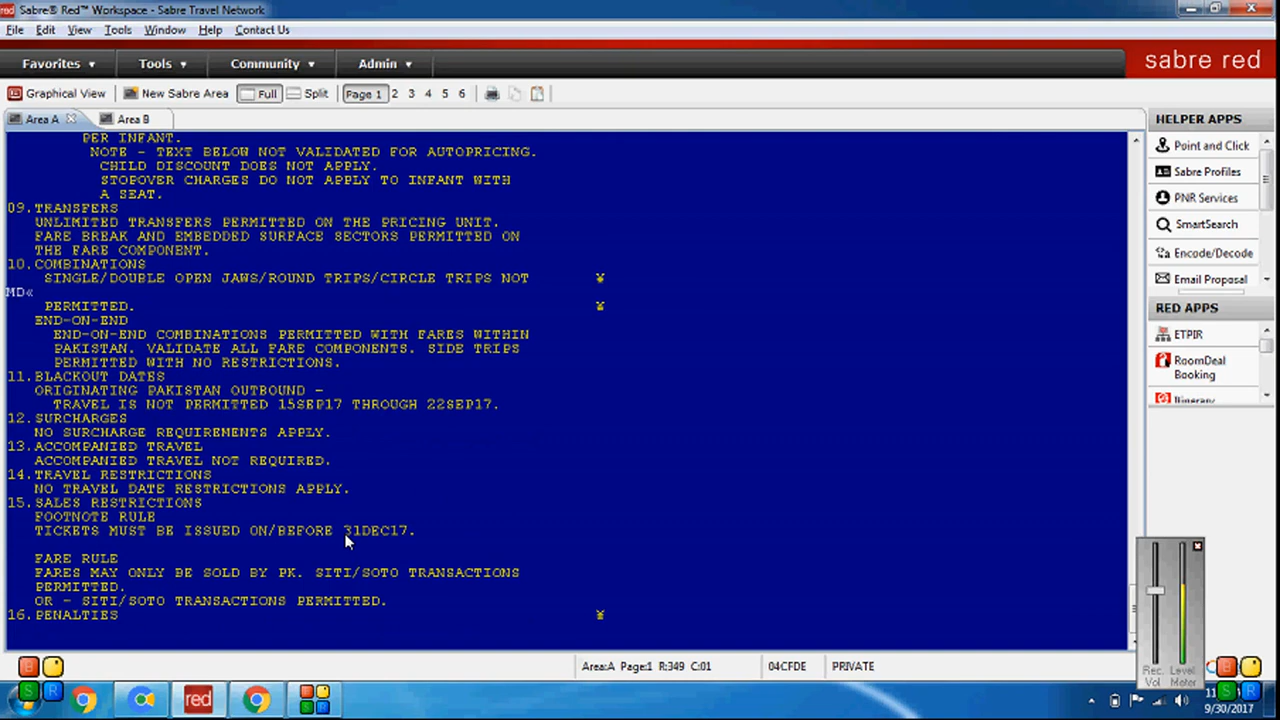 red Sabre® Red™ Workspace - Sabre Travel Network
File Edit View Tools Window Help Contact Us
Favorites Tools Community Admin sabre red
Graphical View New Sabre Area Full Split Page 1 2 3 4 5 6
Area A Area B
PER INFANT.
NOTE - TEXT BELOW NOT VALIDATED FOR AUTOPRICING.
CHILD DISCOUNT DOES NOT APPLY.
STOPOVER CHARGES DO NOT APPLY TO INFANT WITH
A SEAT.
09.TRANSFERS
UNLIMITED TRANSFERS PERMITTED ON THE PRICING UNIT.
FARE BREAK AND EMBEDDED SURFACE SECTORS PERMITTED ON
THE FARE COMPONENT.
10.COMBINATIONS
SINGLE/DOUBLE OPEN JAWS/ROUND TRIPS/CIRCLE TRIPS NOT ¥
MD«
PERMITTED. ¥
END-ON-END
END-ON-END COMBINATIONS PERMITTED WITH FARES WITHIN
PAKISTAN. VALIDATE ALL FARE COMPONENTS. SIDE TRIPS
PERMITTED WITH NO RESTRICTIONS.
11.BLACKOUT DATES
ORIGINATING PAKISTAN OUTBOUND -
TRAVEL IS NOT PERMITTED 15SEP17 THROUGH 22SEP17.
12.SURCHARGES
NO SURCHARGE REQUIREMENTS APPLY.
13.ACCOMPANIED TRAVEL
ACCOMPANIED TRAVEL NOT REQUIRED.
14.TRAVEL RESTRICTIONS
NO TRAVEL DATE RESTRICTIONS APPLY.
15.SALES RESTRICTIONS
FOOTNOTE RULE
TICKETS MUST BE ISSUED ON/BEFORE 31DEC17.
FARE RULE
FARES MAY ONLY BE SOLD BY PK. SITI/SOTO TRANSACTIONS
PERMITTED.
OR - SITI/SOTO TRANSACTIONS PERMITTED.
16.PENALTIES ¥
HELPER APPS
Point and Click
Sabre Profiles
PNR Services
SmartSearch
Encode/Decode
Email Proposal
RED APPS
ETPIR
RoomDeal
Booking
Itinerary
Rec. Vol
Level Meter
Area:A Page:1 R:349 C:01 04CFDE PRIVATE
B
S R
red
B
S R
9/30/2017